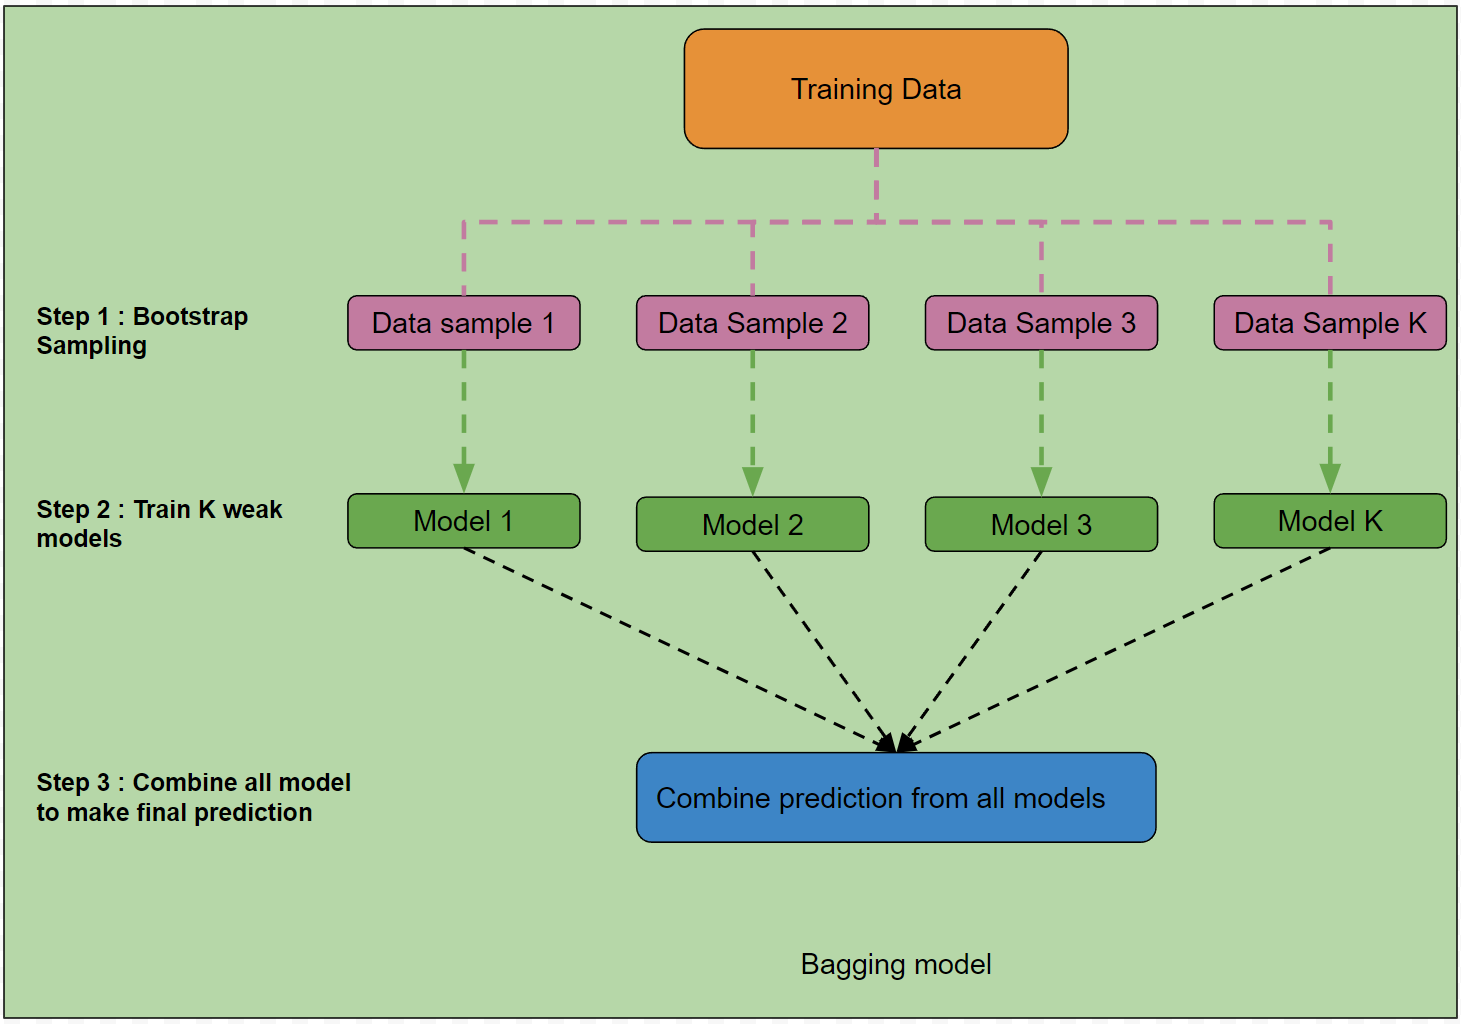 Training Data
Step 1 : Bootstrap
Sampling
Data sample 1
Data Sample 2
Data Sample 3
Data Sample K
Step 2 : Train K weak
models
Model 1
Model 2
Model 3
Model K
Step 3 : Combine all model
to make final prediction
Combine prediction from all models
Bagging model